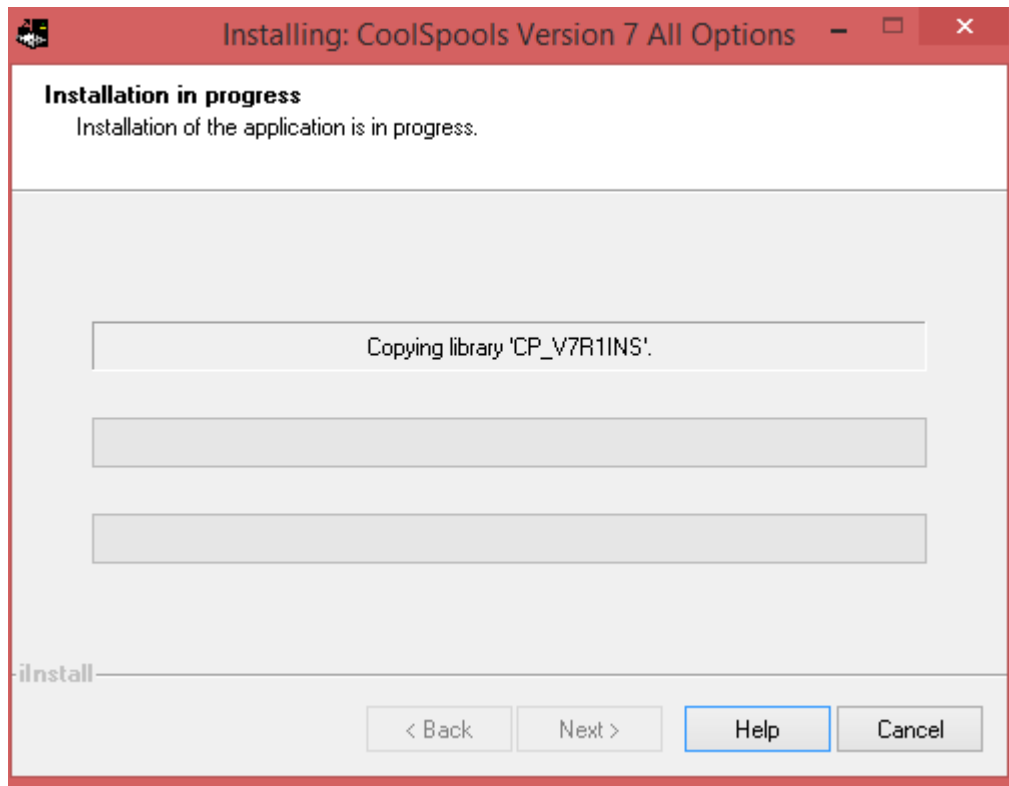 Installing: CoolSpools Version 7 All Options
Installation in progress
Installation of the application is in progress.
Copying library 'CP_V7R1INS'.
iInstall
< Back
Next >
Help
Cancel